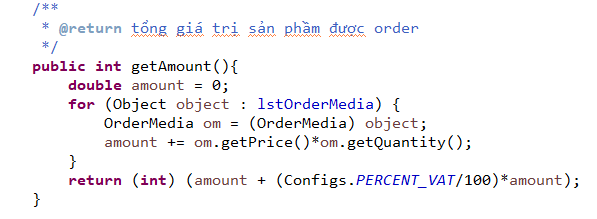 /**
* @return tổng giá trị sản phầm được order
*/
public int getAmount(){
double amount = 0;
for (Object object : lstOrderMedia) {
OrderMedia om = (OrderMedia) object;
amount += om.getPrice()*om.getQuantity();
}
return (int) (amount + (Configs.PERCENT_VAT/100)*amount);
}